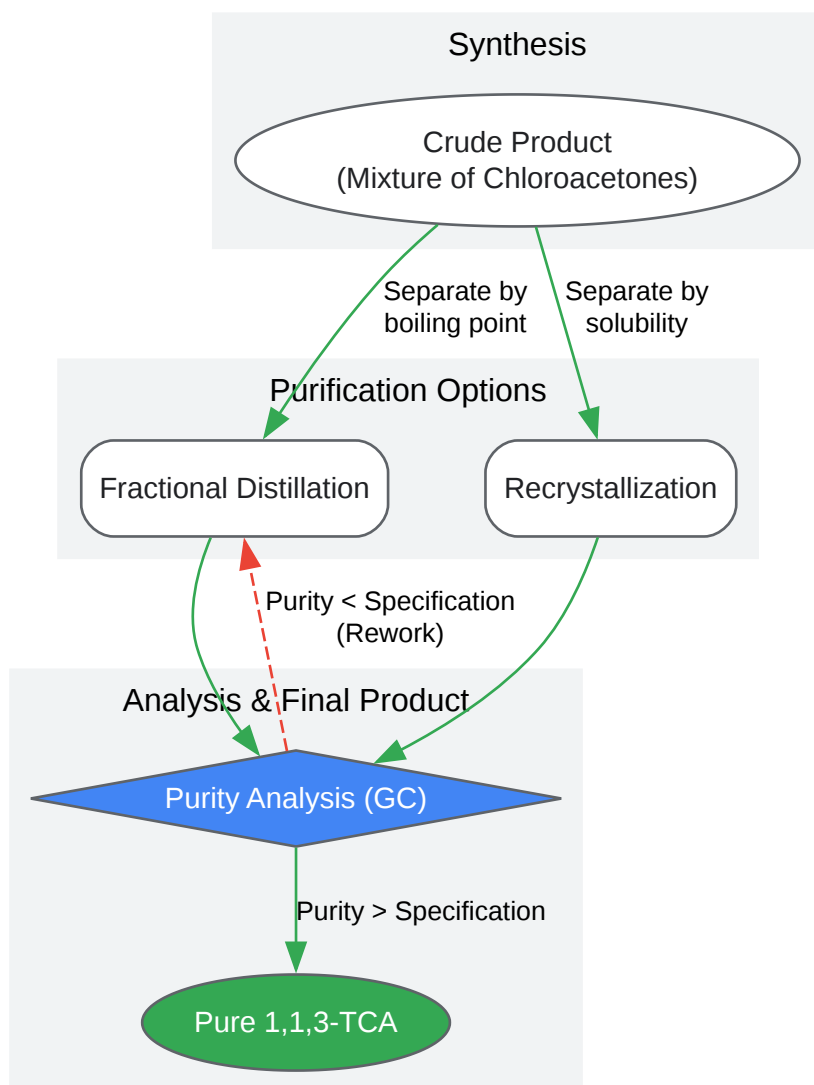 Synthesis
Crude Product
(Mixture of Chloroacetones)
Separate by
boiling point
Separate by
solubility
Purification Options
Fractional Distillation
Recrystallization
Purity < Specification
(Rework)
Analysis & Final Product
Purity Analysis (GC)
Purity > Specification
Pure 1,1,3-TCA